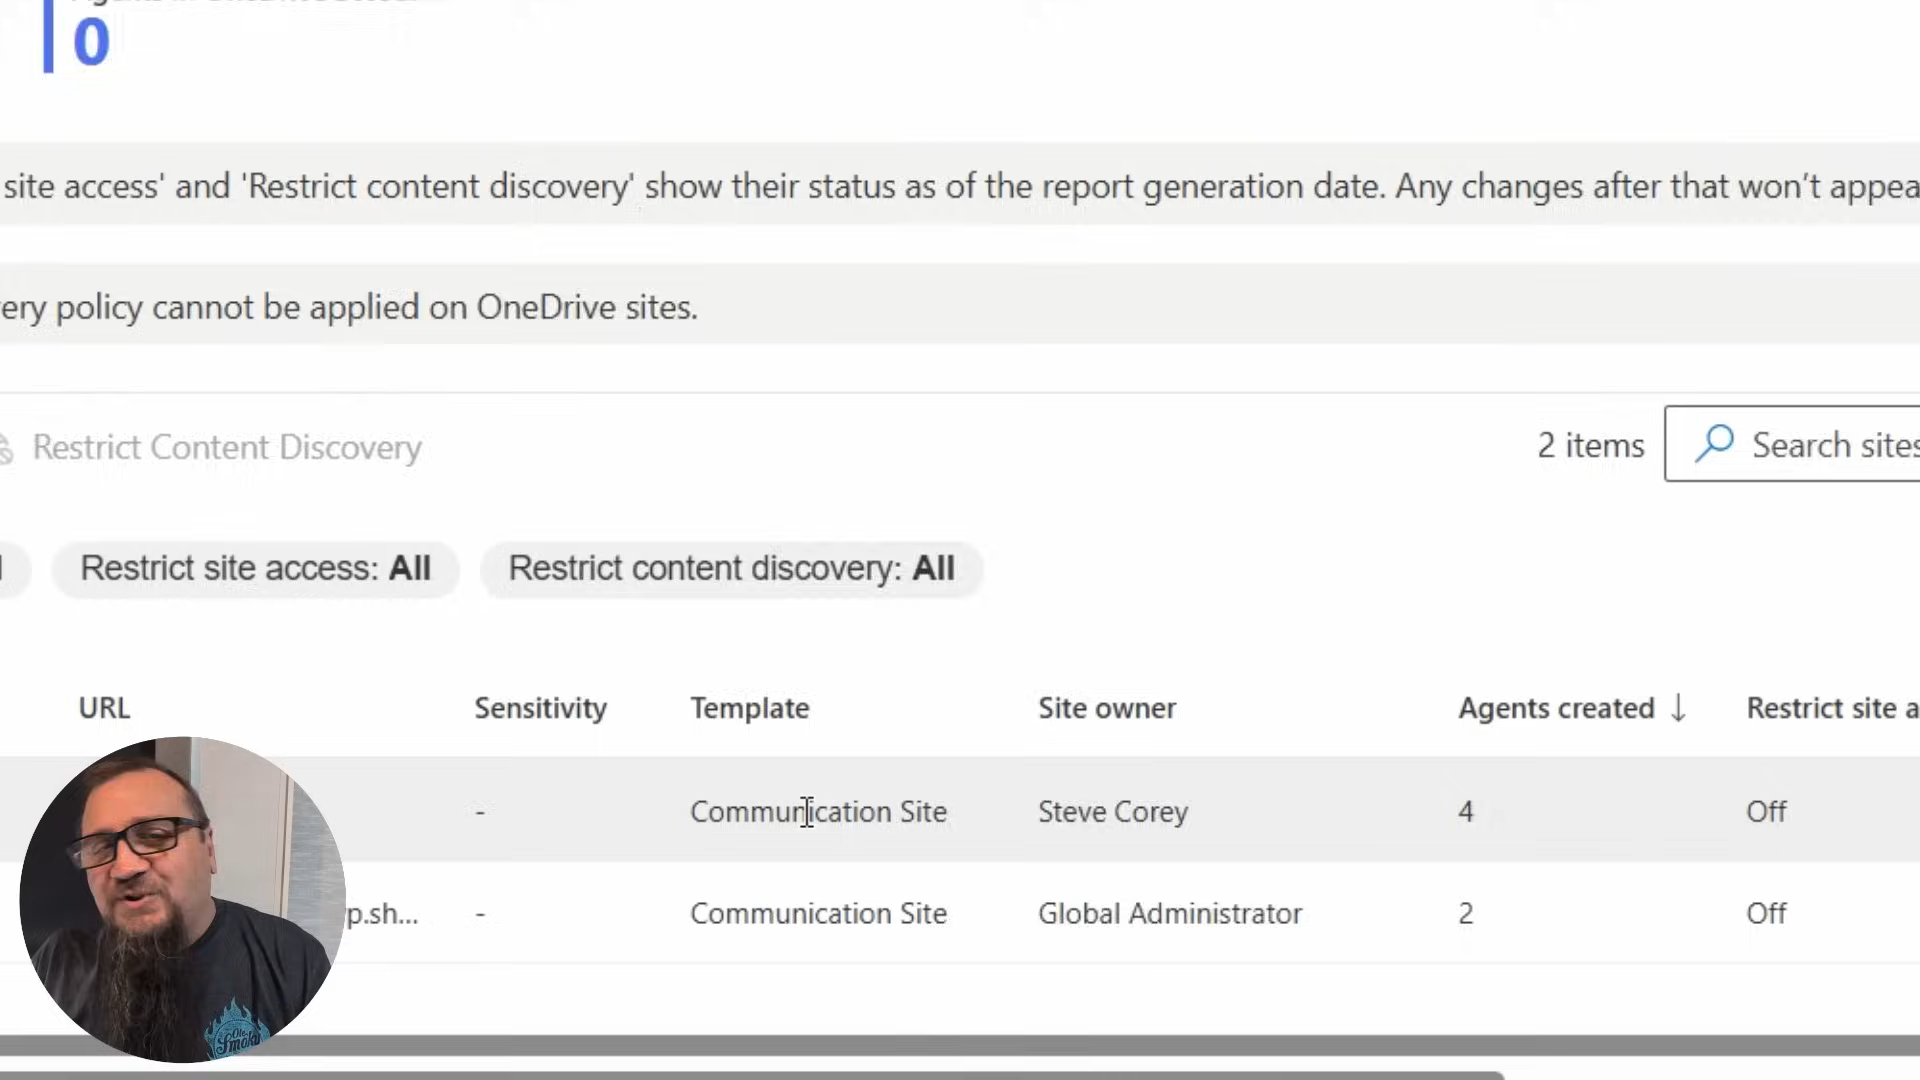 0
site access' and 'Restrict content discovery' show their status as of the report generation date. Any changes after that won't appea
ery policy cannot be applied on OneDrive sites.
Restrict Content Discovery
2 items
Search sites
Restrict site access: All
Restrict content discovery: All
URL Sensitivity Template Site owner Agents created ↓ Restrict site a
- Communication Site Steve Corey 4 Off
p.sh... - Communication Site Global Administrator 2 Off
Ole
Smoky